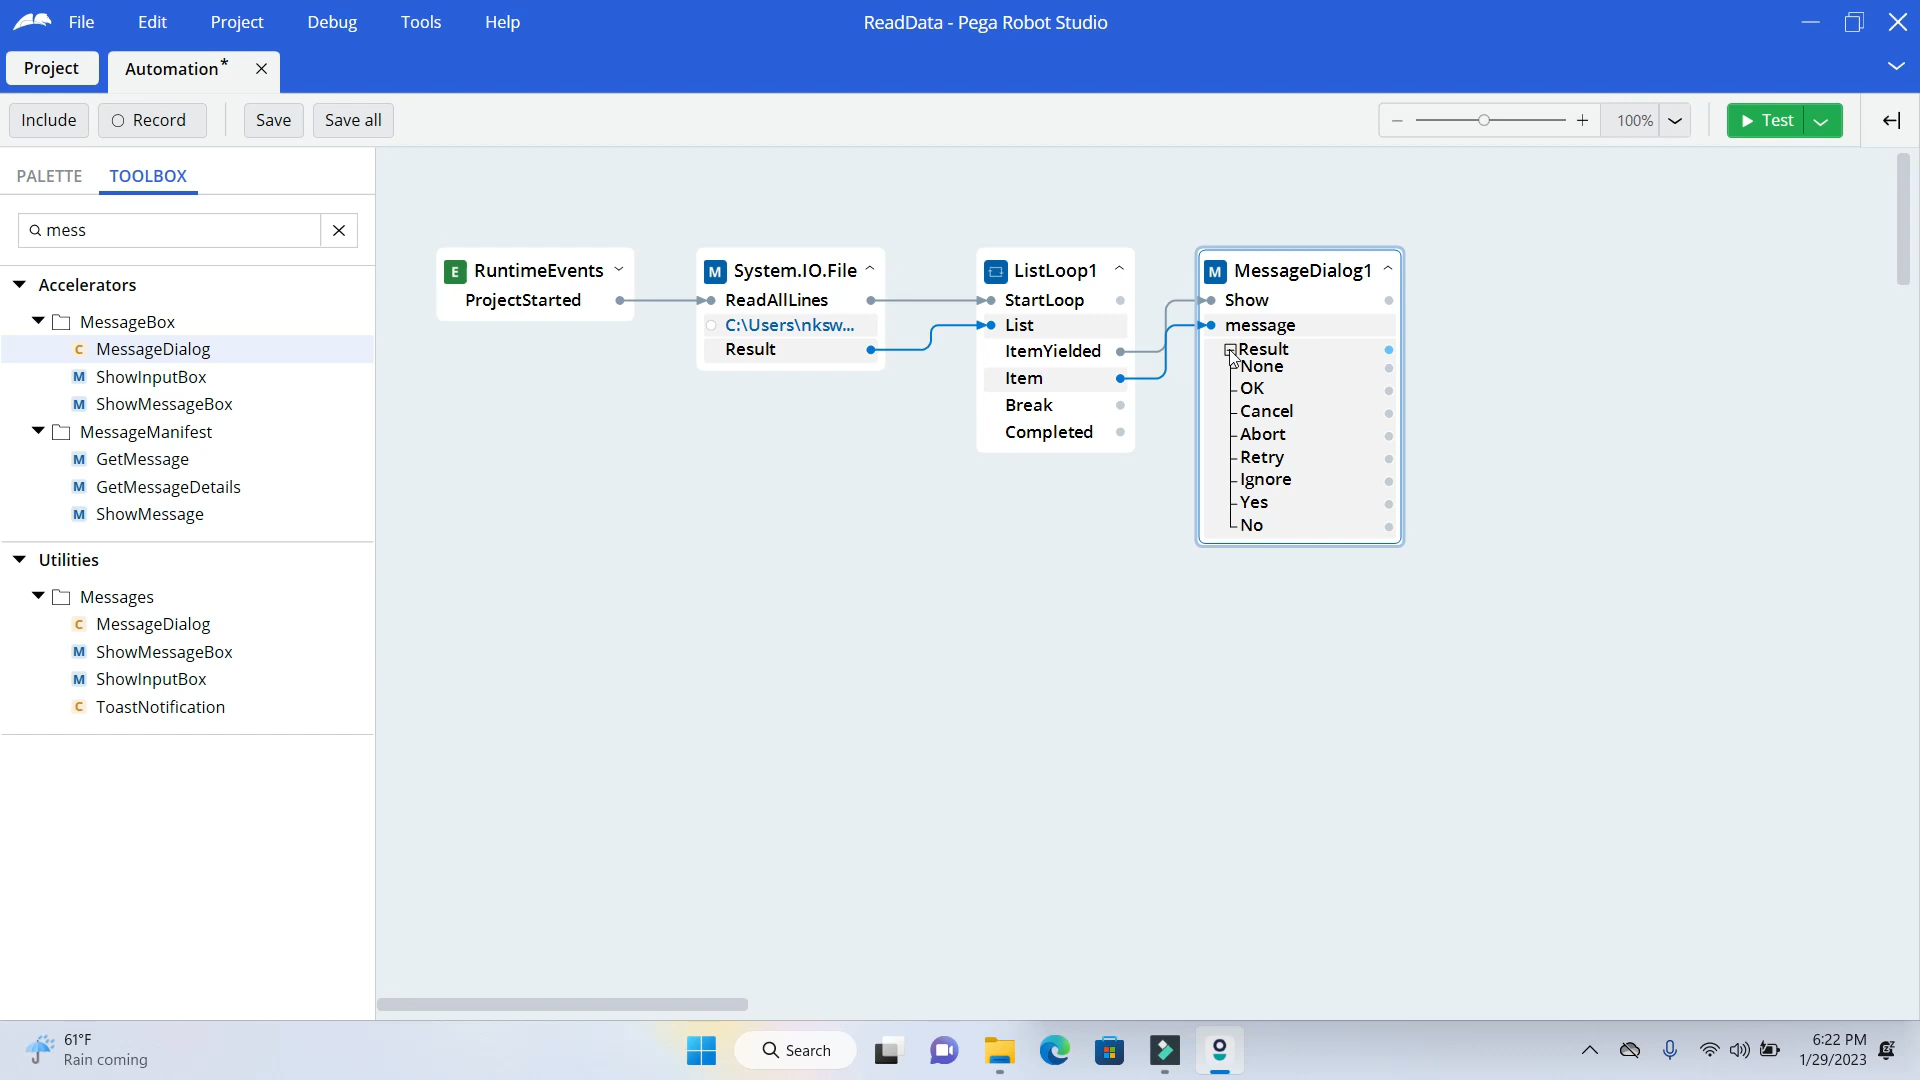 File Edit Project Debug Tools Help ReadData - Pega Robot Studio
Project Automation*
Include Record Save Save all 100% Test
PALETTE TOOLBOX
mess
Accelerators
MessageBox
C MessageDialog
M ShowInputBox
M ShowMessageBox
MessageManifest
M GetMessage
M GetMessageDetails
M ShowMessage
Utilities
Messages
C MessageDialog
M ShowMessageBox
M ShowInputBox
C ToastNotification
E RuntimeEvents
ProjectStarted
M System.IO.File
ReadAllLines
C:\Users\nksw...
Result
ListLoop1
StartLoop
List
ItemYielded
Item
Break
Completed
M MessageDialog1
Show
message
Result
None
OK
Cancel
Abort
Retry
Ignore
Yes
No
61°F
Rain coming
Search
6:22 PM
1/29/2023